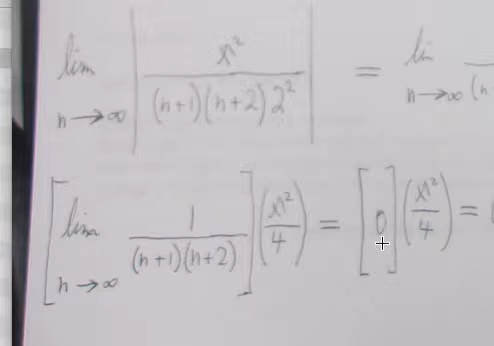 lim n→∞ | x² / (n+1)(n+2) 2² | = lim n→∞ (n
[ lim n→∞ 1 / (n+1)(n+2) ] (x² / 4) = [ 0 ] (x² / 4) =